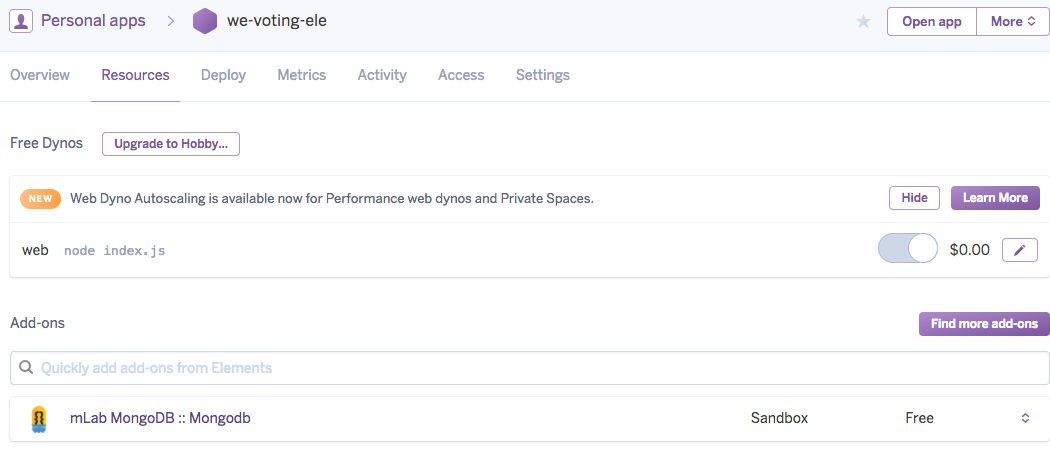 Personal apps > we-voting-ele Open app More
Overview Resources Deploy Metrics Activity Access Settings
Free Dynos Upgrade to Hobby...
NEW Web Dyno Autoscaling is available now for Performance web dynos and Private Spaces. Hide Learn More
web node index.js $0.00
Add-ons Find more add-ons
Quickly add add-ons from Elements
mLab MongoDB :: Mongodb Sandbox Free